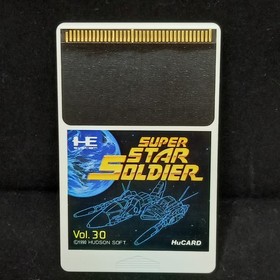 HE
SUPER
STAR
SOLDIER
Vol. 30
©1990 HUDSON SOFT
HuCARD